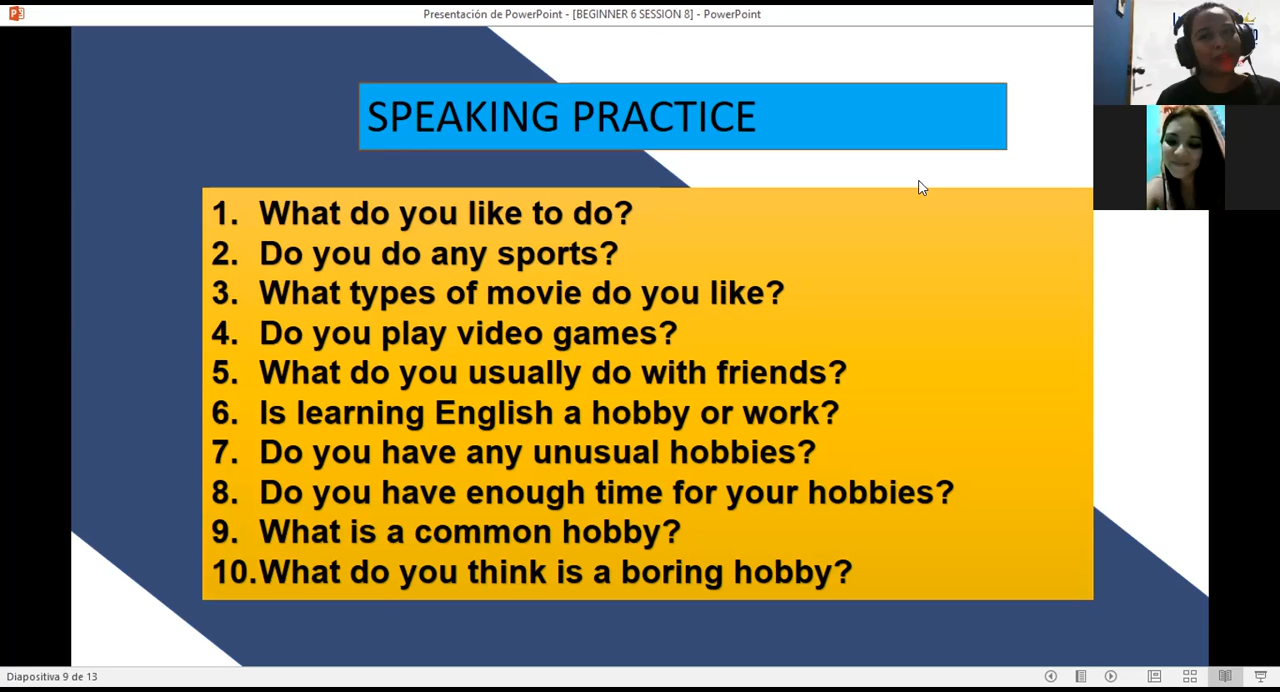 Presentación de PowerPoint - [BEGINNER 6 SESSION 8] - PowerPoint
SPEAKING PRACTICE
1. What do you like to do?
2. Do you do any sports?
3. What types of movie do you like?
4. Do you play video games?
5. What do you usually do with friends?
6. Is learning English a hobby or work?
7. Do you have any unusual hobbies?
8. Do you have enough time for your hobbies?
9. What is a common hobby?
10.What do you think is a boring hobby?
Diapositiva 9 de 13